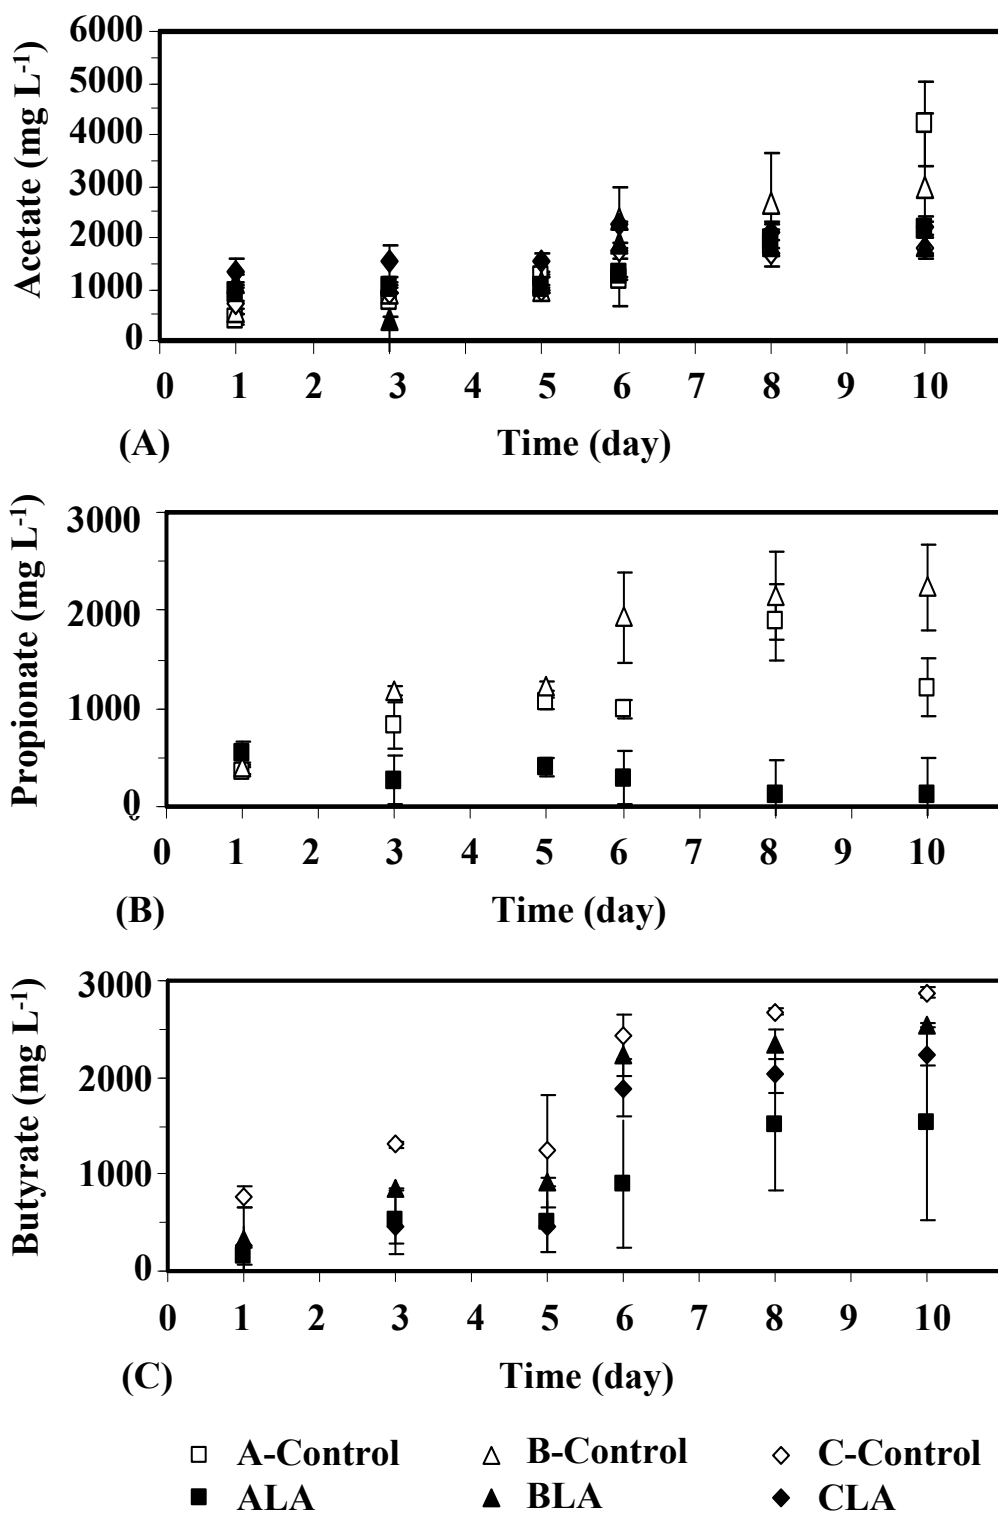 6000
5000
4000
3000
2000
1000
0
Acetate (mg L-1)
0 1 2 3 4 5 6 7 8 9 10
(A) Time (day)
3000
2000
1000
0
Propionate (mg L-1)
0 1 2 3 4 5 6 7 8 9 10
(B) Time (day)
3000
2000
1000
0
Butyrate (mg L-1)
0 1 2 3 4 5 6 7 8 9 10
(C) Time (day)
A-Control B-Control C-Control
ALA BLA CLA